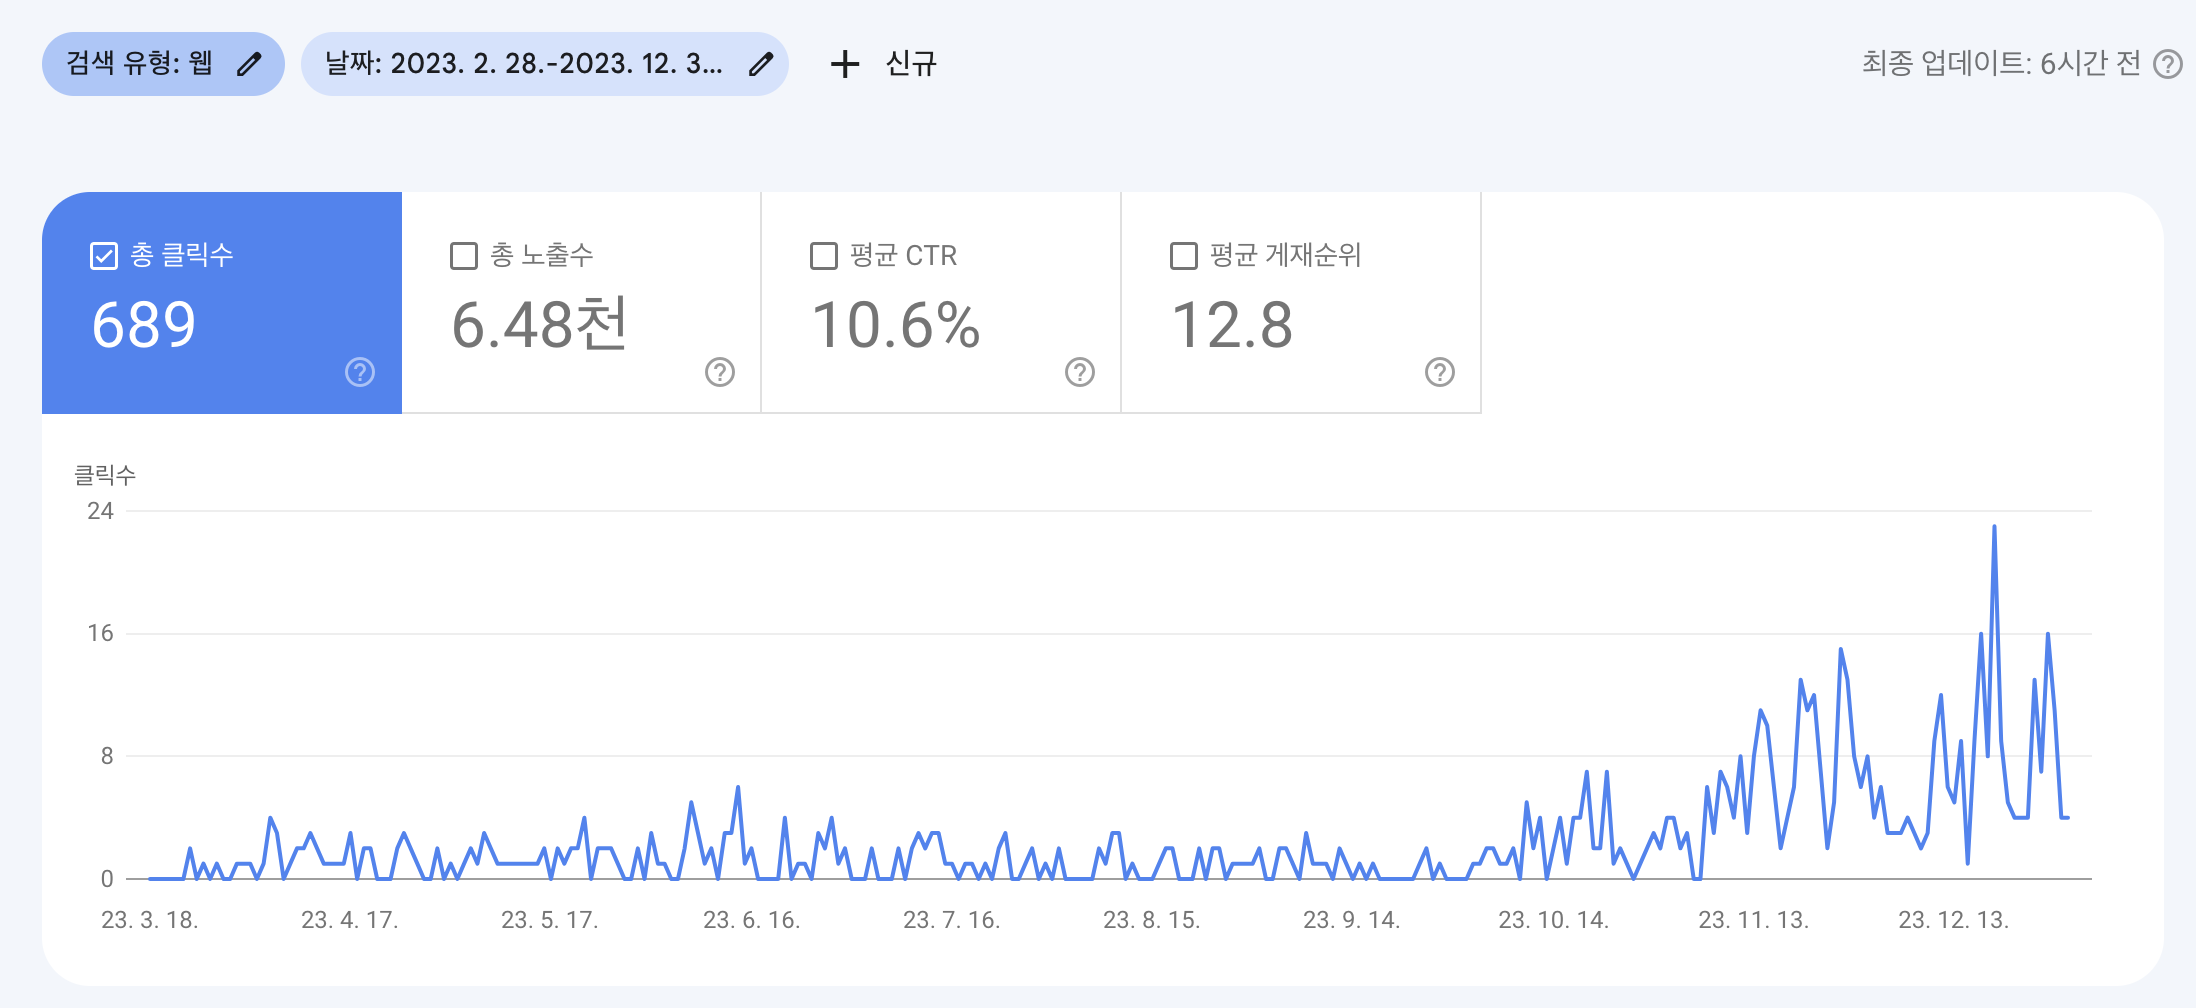 검색 유형: 웹
날짜: 2023. 2. 28.-2023. 12. 3...
신규
최종 업데이트: 6시간 전
총 클릭수
689
총 노출수
6.48천
평균 CTR
10.6%
평균 게재순위
12.8
클릭수
24
16
8
0
23. 3. 18.
23. 4. 17.
23. 5. 17.
23. 6. 16.
23. 7. 16.
23. 8. 15.
23. 9. 14.
23. 10. 14.
23. 11. 13.
23. 12. 13.